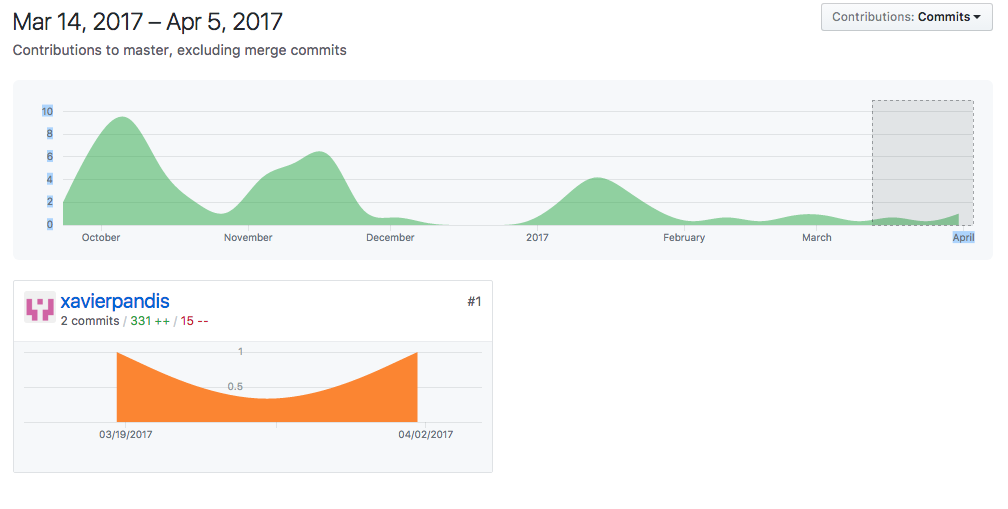 Mar 14, 2017 – Apr 5, 2017
Contributions: Commits
Contributions to master, excluding merge commits
10
8
6
4
2
0
October November December 2017 February March April
xavierpandis
#1
2 commits / 331 ++ / 15 --
1
0.5
03/19/2017 04/02/2017